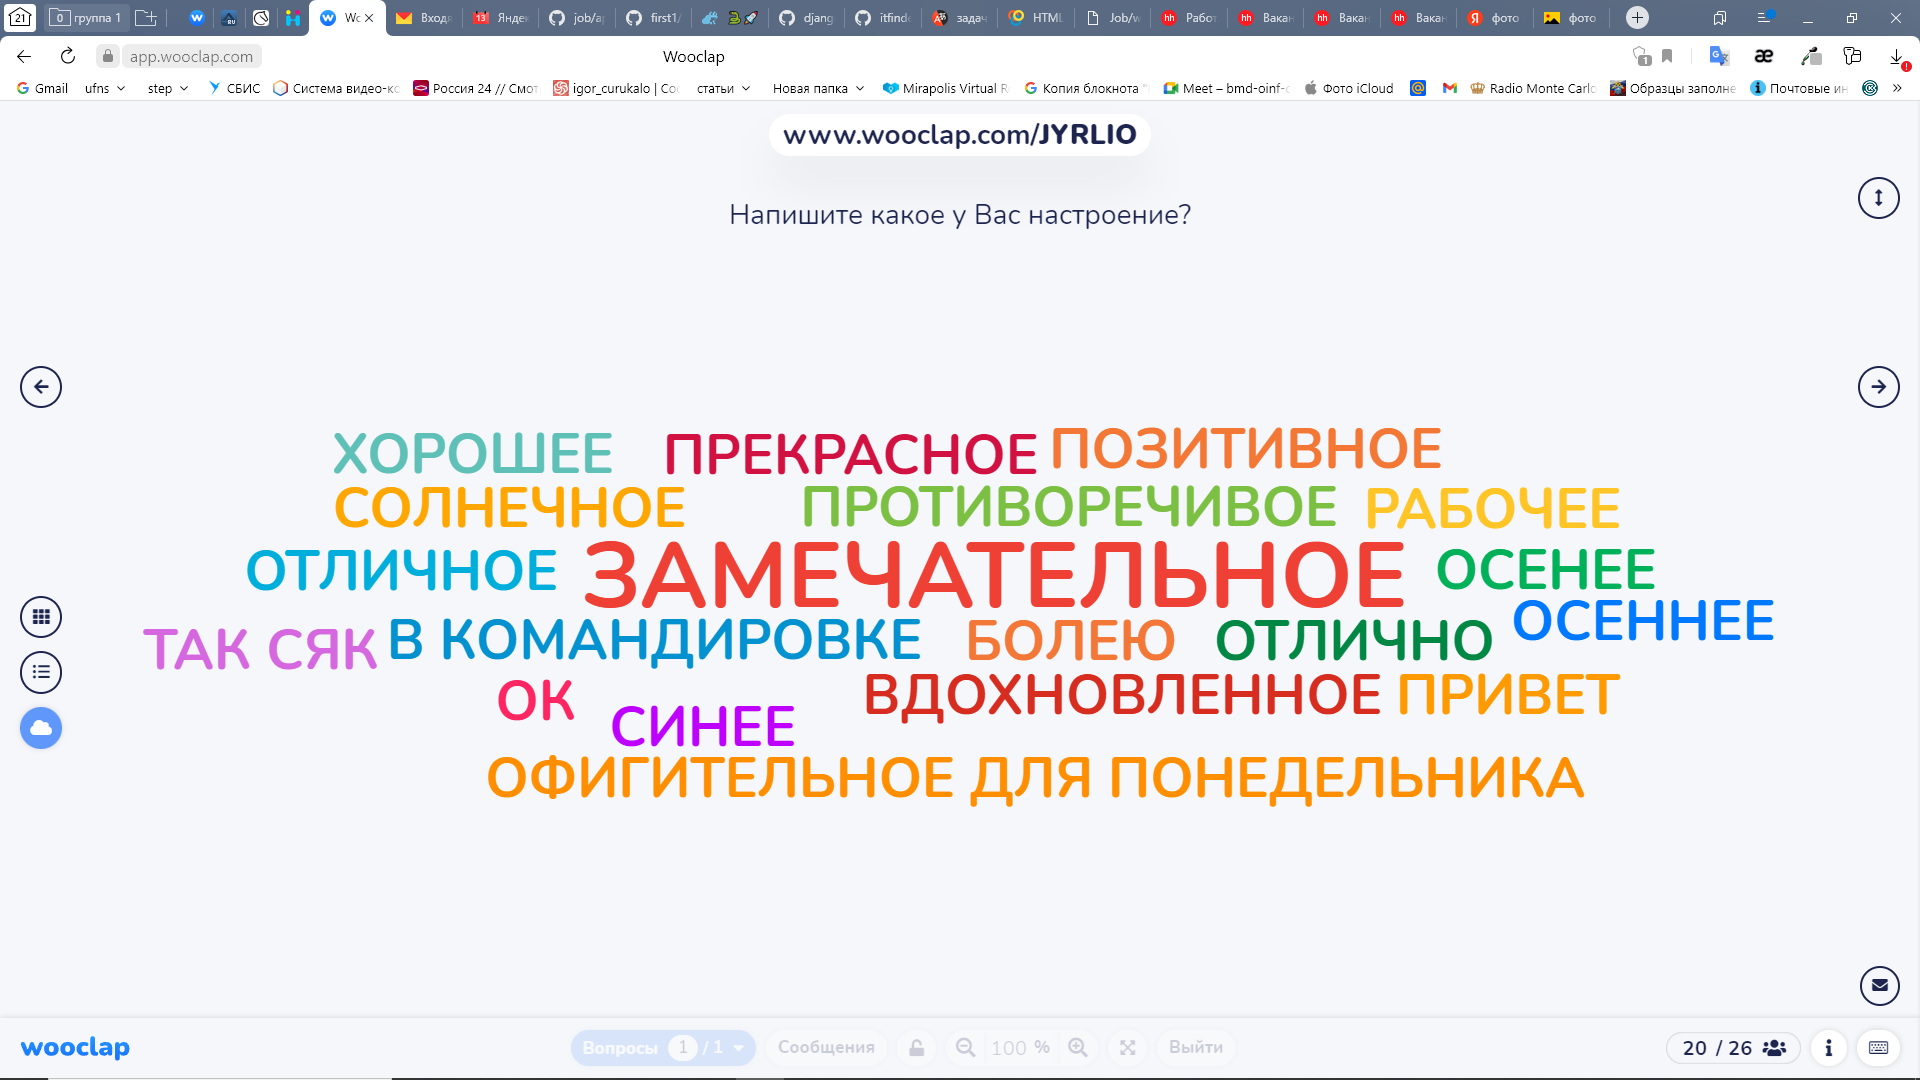 21
0 группа 1
Wc
Входя
Яндек
job/a
first1/
djang
itfinde
задач
HTML
Job/w
Работ
Вакан
Вакан
Вакан
фото
фото
app.wooclap.com
Wooclap
1
Gmail
ufns
step
СБИС
Система видео-кс
Россия 24 // Смот
igor_curukalo | Сос
статьи
Новая папка
Mirapolis Virtual R
Копия блокнота "
Meet – bmd-oinf-c
Фото iCloud
Radio Monte Carlo
Образцы заполне
Почтовые ин
www.wooclap.com/JYRLIO
Напишите какое у Вас настроение?
ХОРОШЕЕ ПРЕКРАСНОЕ ПОЗИТИВНОЕ
СОЛНЕЧНОЕ ПРОТИВОРЕЧИВОЕ РАБОЧЕЕ
ОТЛИЧНОЕ ЗАМЕЧАТЕЛЬНОЕ ОСЕНЕЕ
ТАК СЯК В КОМАНДИРОВКЕ БОЛЕЮ ОТЛИЧНО ОСЕННЕЕ
ОК СИНЕЕ ВДОХНОВЛЕННОЕ ПРИВЕТ
ОФИГИТЕЛЬНОЕ ДЛЯ ПОНЕДЕЛЬНИКА
wooclap
Вопросы 1 / 1
Сообщения
100 %
Выйти
20 / 26